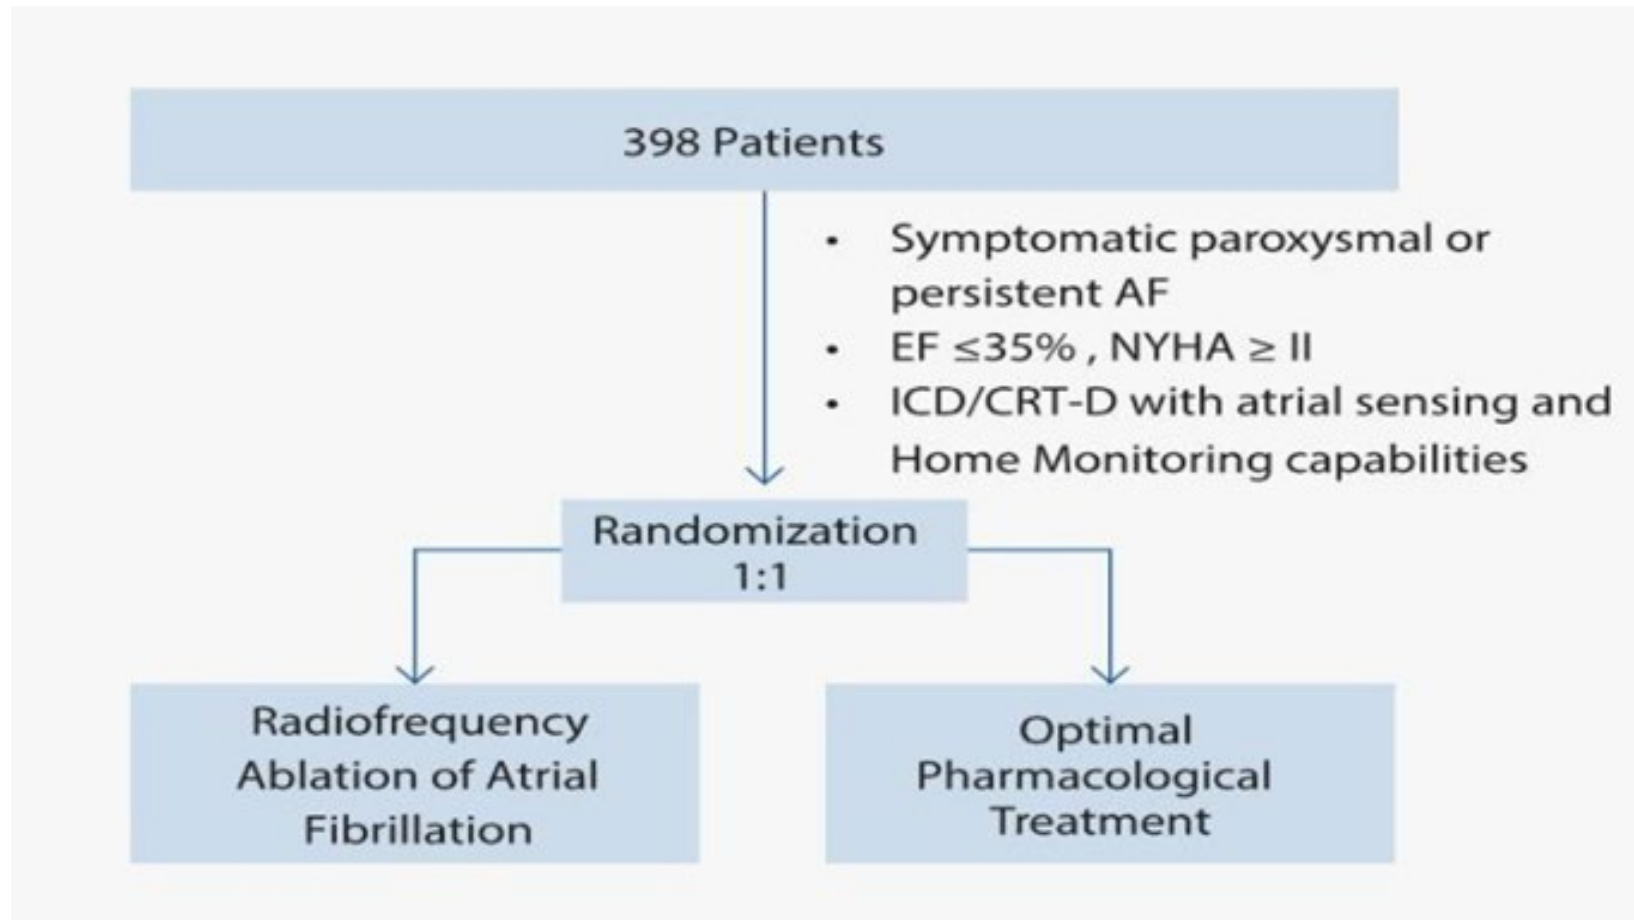 398 Patients
• Symptomatic paroxysmal or
persistent AF
• EF ≤35% , NYHA ≥ II
• ICD/CRT-D with atrial sensing and
Home Monitoring capabilities
Randomization
1:1
Radiofrequency
Ablation of Atrial
Fibrillation
Optimal
Pharmacological
Treatment